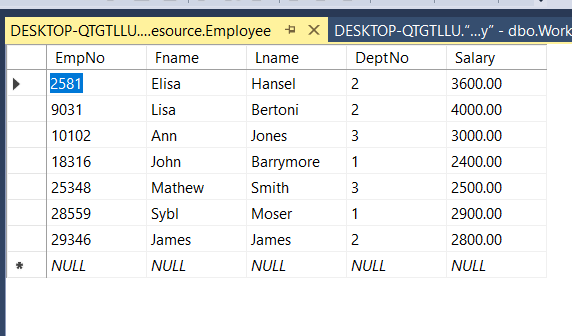 DESKTOP-QTGTLLU....esource.Employee DESKTOP-QTGTLLU.“...y” - dbo.Work
EmpNo Fname Lname DeptNo Salary
2581 Elisa Hansel 2 3600.00
9031 Lisa Bertoni 2 4000.00
10102 Ann Jones 3 3000.00
18316 John Barrymore 1 2400.00
25348 Mathew Smith 3 2500.00
28559 Sybl Moser 1 2900.00
29346 James James 2 2800.00
NULL NULL NULL NULL NULL